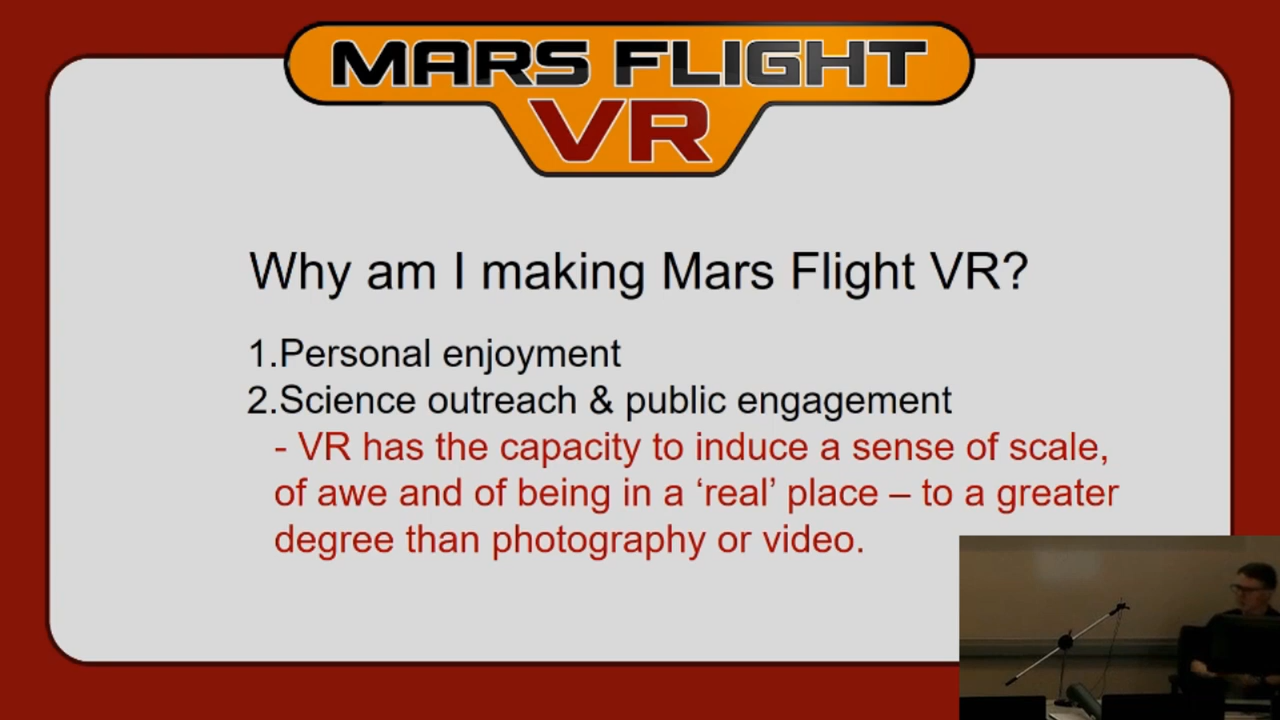 MARS FLIGHT
VR
Why am I making Mars Flight VR?
1.Personal enjoyment
2.Science outreach & public engagement
- VR has the capacity to induce a sense of scale,
of awe and of being in a ‘real’ place – to a greater
degree than photography or video.